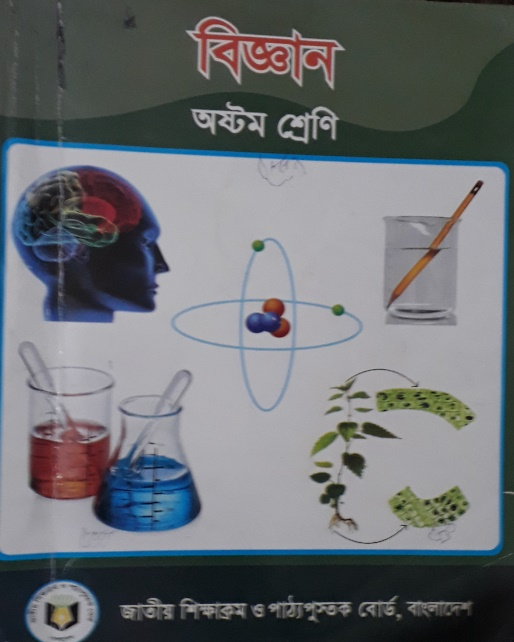 বিজ্ঞান
অষ্টম শ্রেণি
জাতীয় শিক্ষাক্রম ও পাঠ্যপুস্তক বোর্ড, বাংলাদেশ